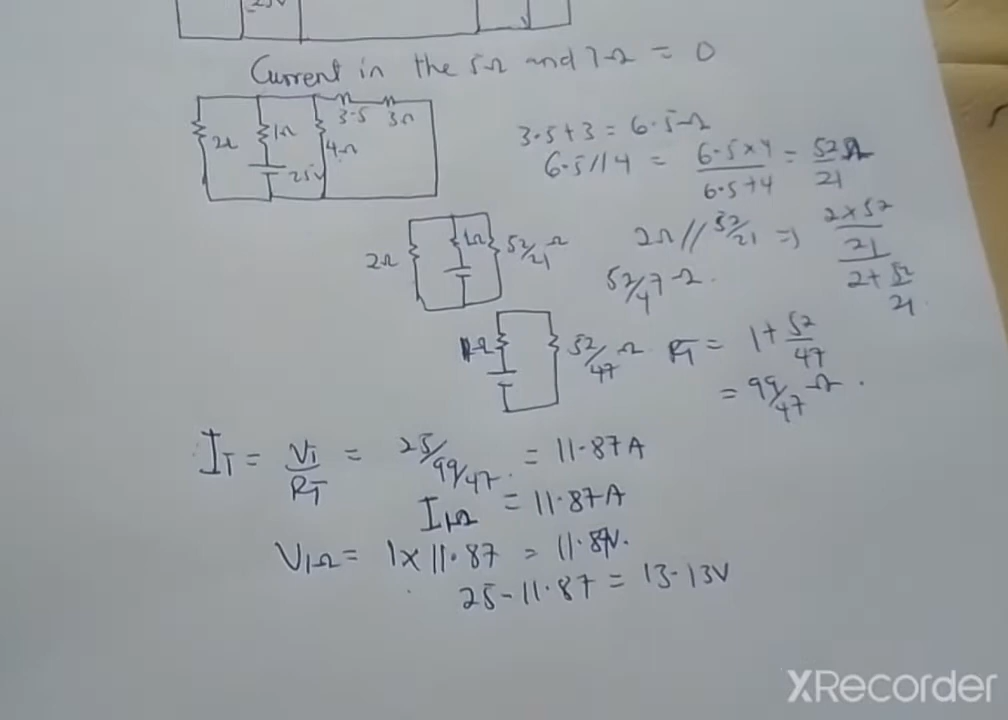 25V
Current in the 5Ω and 7Ω = 0
2Ω 1Ω 25V 4Ω 3.5 3Ω
3.5+3 = 6.5Ω
6.5//4 = 6.5×4/6.5+4 = 52/21 Ω
2Ω 1Ω 52/21 Ω
2Ω // 52/21 => 2×52/21 / 2+52/21
52/47 Ω.
1Ω 52/47 Ω
RT = 1+52/47
= 99/47 Ω.
IT = VT/RT = 25/99/47 = 11.87A
I1Ω = 11.87A
V1Ω = 1×11.87 = 11.87V.
25-11.87 = 13.13V
XRecorder